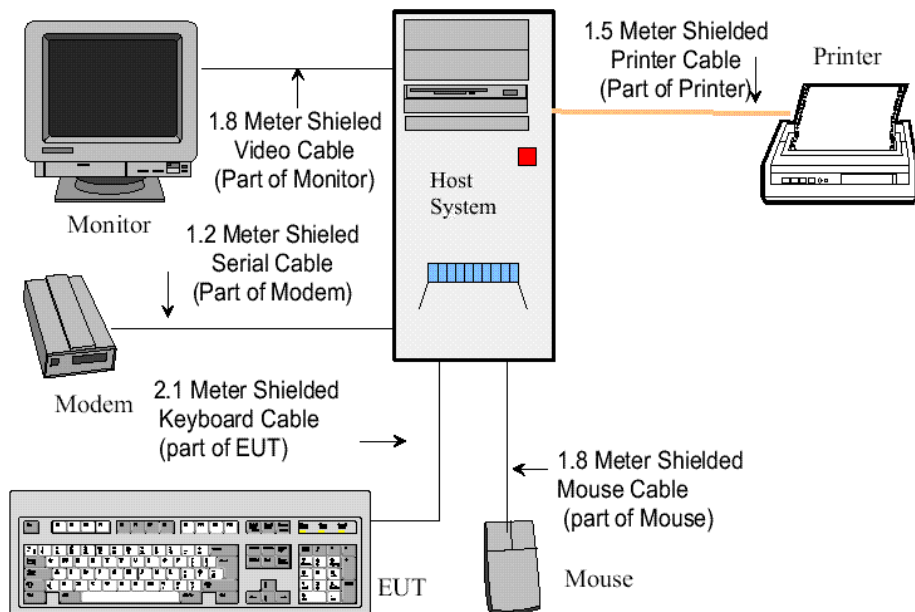 1.5 Meter Shielded
Printer Cable
(Part of Printer)
Printer
1.8 Meter Shieled
Video Cable
(Part of Monitor)
Host
System
Monitor
1.2 Meter Shieled
Serial Cable
(Part of Modem)
Modem
2.1 Meter Shielded
Keyboard Cable
(part of EUT)
1.8 Meter Shielded
Mouse Cable
(part of Mouse)
EUT
Mouse